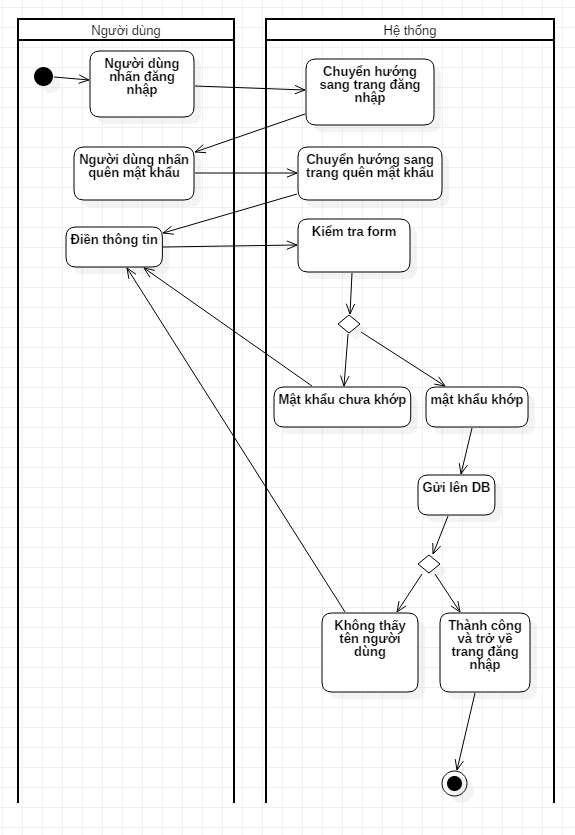 Người dùng
Hệ thống
Người dùng
nhấn đăng
nhập
Chuyển hướng
sang trang đăng
nhập
Người dùng nhấn
quên mật khẩu
Chuyển hướng sang
trang quên mật khẩu
Điền thông tin
Kiểm tra form
Mật khẩu chưa khớp
mật khẩu khớp
Gửi lên DB
Không thấy
tên người
dùng
Thành công
và trở về
trang đăng
nhập